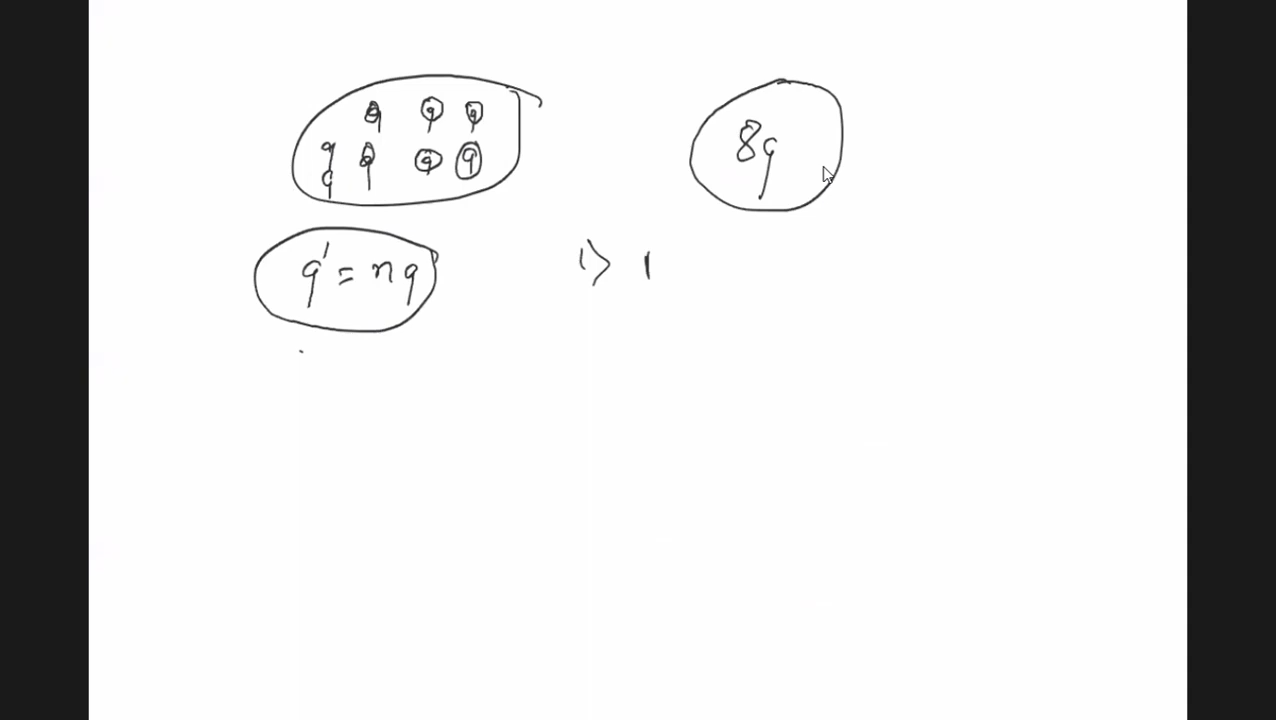 q q q
8q
q q q q
q
q' = nq
1> 1